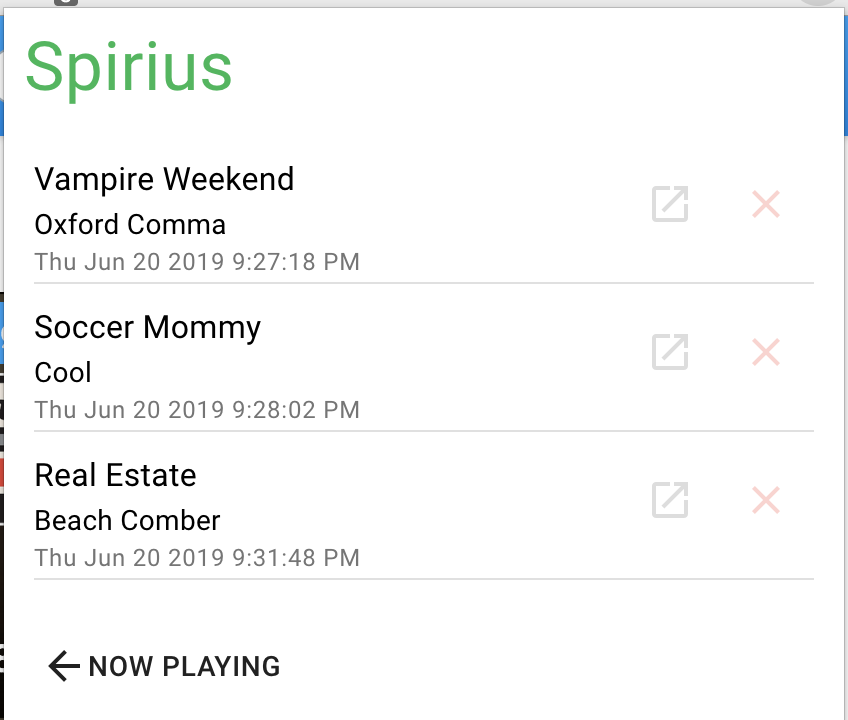 Spirius
Vampire Weekend
Oxford Comma
Thu Jun 20 2019 9:27:18 PM
Soccer Mommy
Cool
Thu Jun 20 2019 9:28:02 PM
Real Estate
Beach Comber
Thu Jun 20 2019 9:31:48 PM
NOW PLAYING